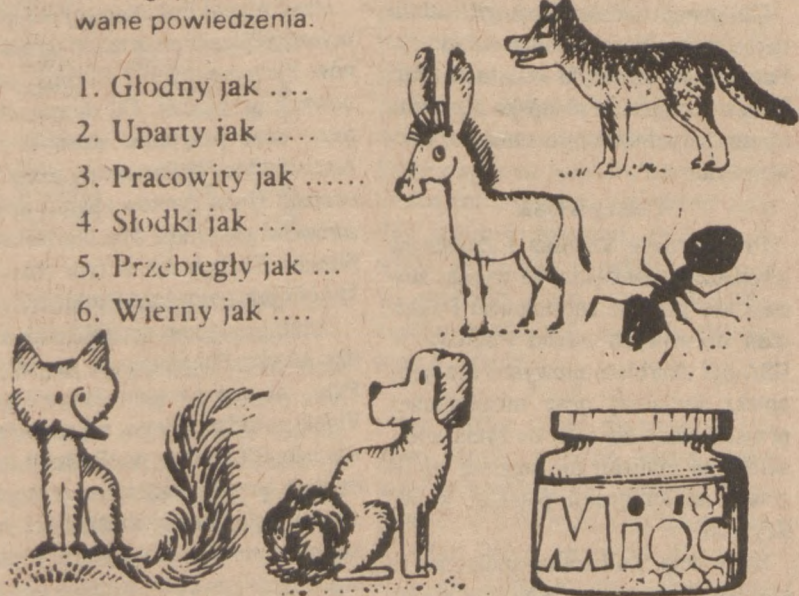 wane powiedzenia.
1. Głodny jak ....
2. Uparty jak .....
3. Pracowity jak ......
4. Słodki jak ....
5. Przebiegły jak ...
6. Wierny jak ....
Miód